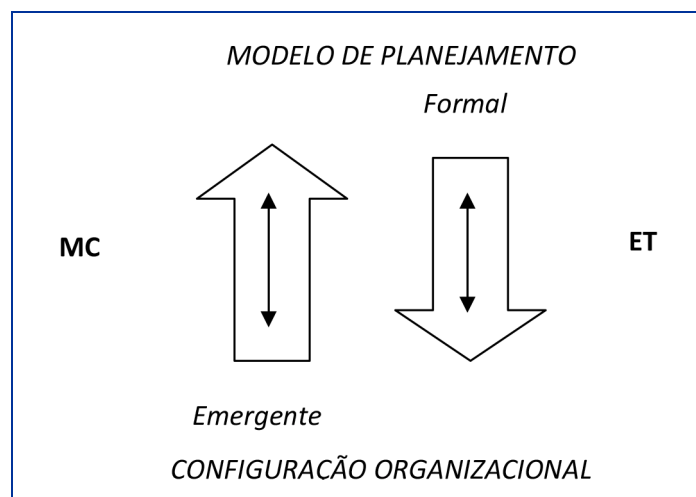 MODELO DE PLANEJAMENTO
Formal
MC
ET
Emergente
CONFIGURAÇÃO ORGANIZACIONAL